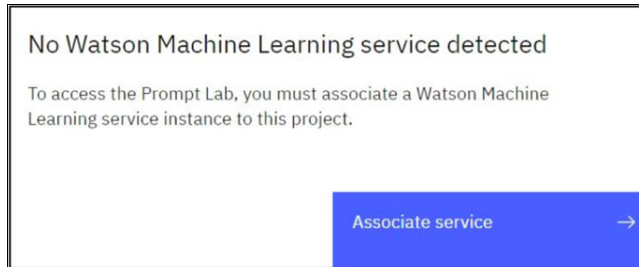 No Watson Machine Learning service detected
To access the Prompt Lab, you must associate a Watson Machine
Learning service instance to this project.
Associate service →